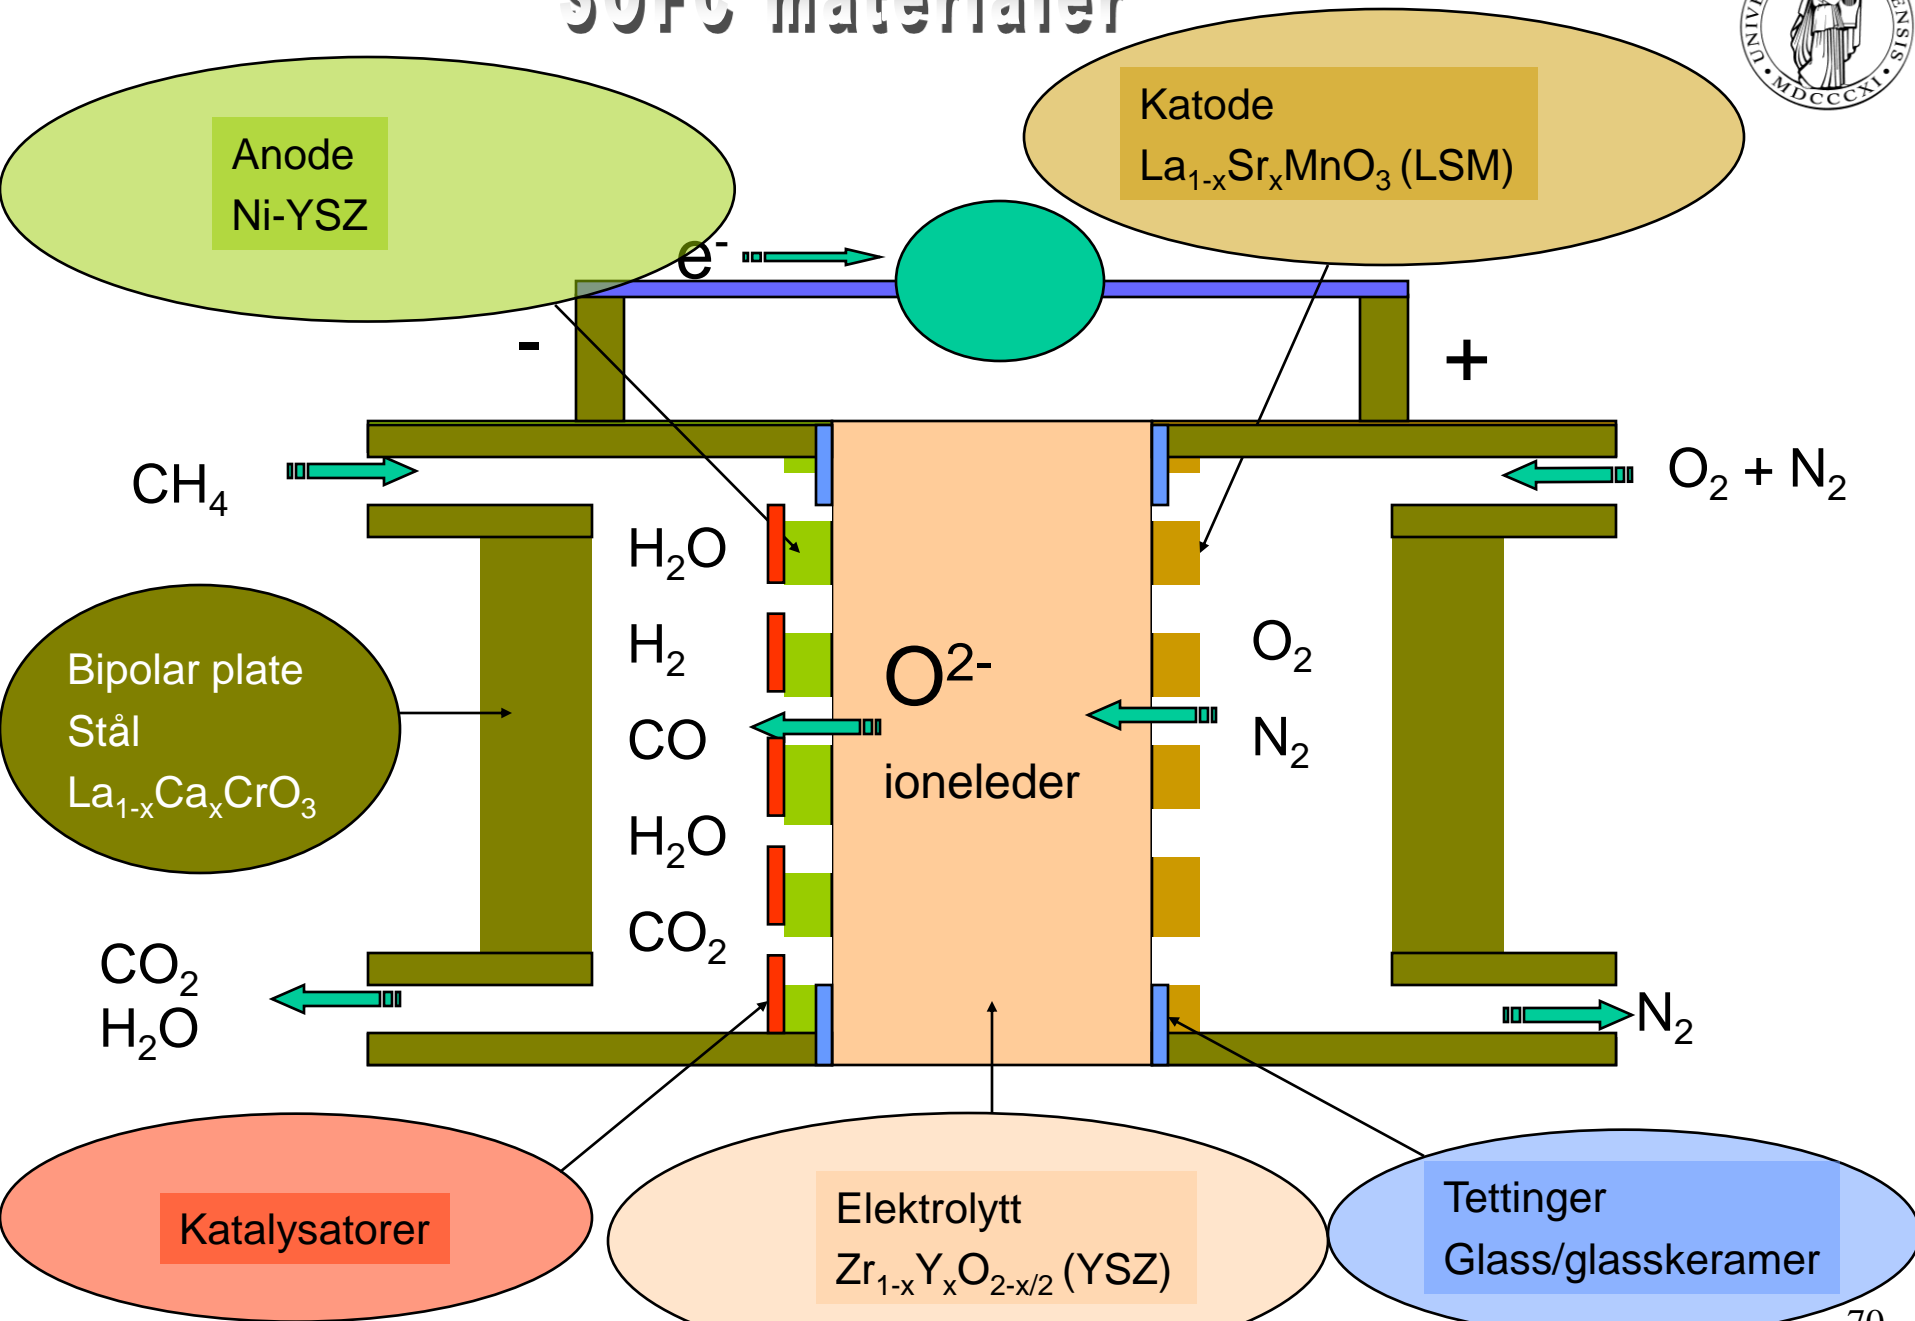 SOFC materialer
Anode
Ni-YSZ
Katode
La₁₋ₓSrₓMnO₃ (LSM)
e⁻
-
+
CH₄
O₂ + N₂
H₂O
H₂
CO
H₂O
CO₂
O²⁻
ioneleder
O₂
N₂
Bipolar plate
Stål
La₁₋ₓCaₓCrO₃
CO₂
H₂O
N₂
Katalysatorer
Elektrolytt
Zr₁₋ₓYₓO₂₋ₓ/₂ (YSZ)
Tettinger
Glass/glasskeramer
MDCCCXI